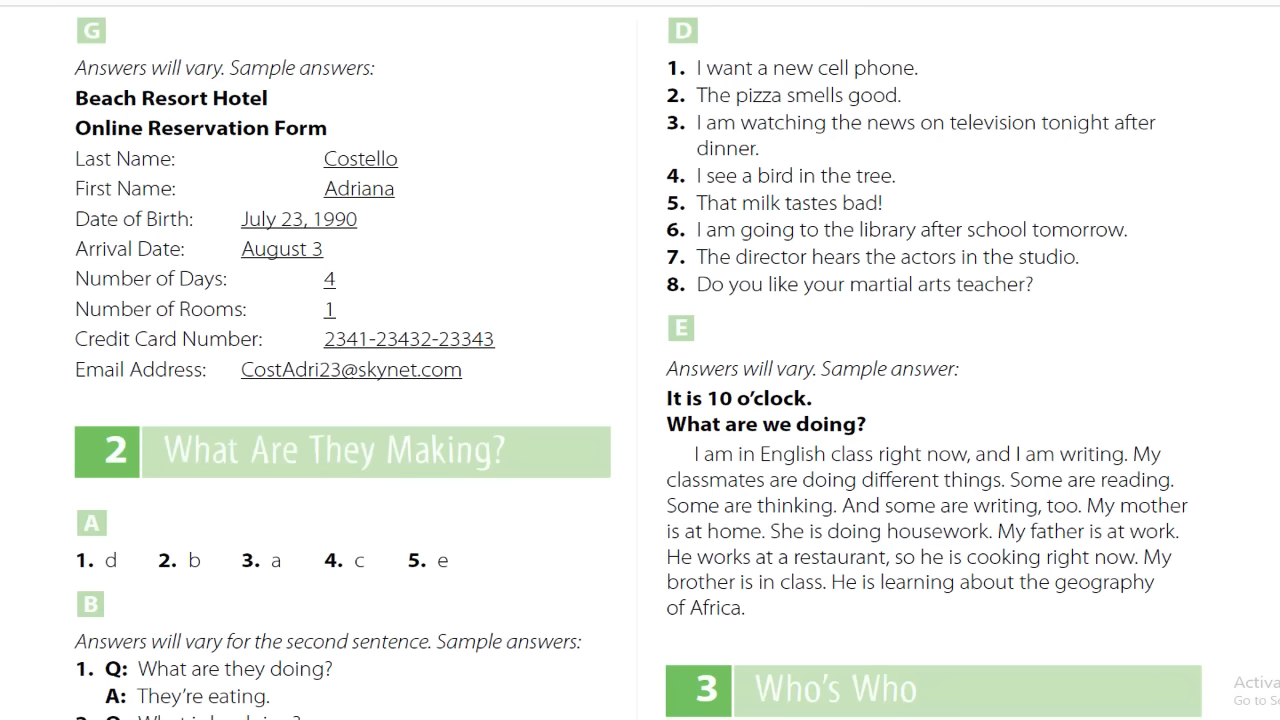 G
Answers will vary. Sample answers:
Beach Resort Hotel
Online Reservation Form
Last Name: Costello
First Name: Adriana
Date of Birth: July 23, 1990
Arrival Date: August 3
Number of Days: 4
Number of Rooms: 1
Credit Card Number: 2341-23432-23343
Email Address: CostAdri23@skynet.com
2 What Are They Making?
A
1. d 2. b 3. a 4. c 5. e
B
Answers will vary for the second sentence. Sample answers:
1. Q: What are they doing?
A: They’re eating.
D
1. I want a new cell phone.
2. The pizza smells good.
3. I am watching the news on television tonight after
dinner.
4. I see a bird in the tree.
5. That milk tastes bad!
6. I am going to the library after school tomorrow.
7. The director hears the actors in the studio.
8. Do you like your martial arts teacher?
E
Answers will vary. Sample answer:
It is 10 o’clock.
What are we doing?
I am in English class right now, and I am writing. My
classmates are doing different things. Some are reading.
Some are thinking. And some are writing, too. My mother
is at home. She is doing housework. My father is at work.
He works at a restaurant, so he is cooking right now. My
brother is in class. He is learning about the geography
of Africa.
3 Who’s Who
Activa
Go to S